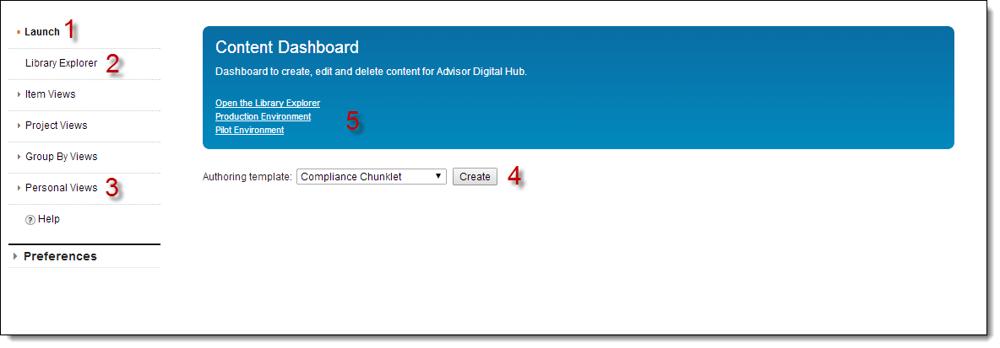 Launch 1
Library Explorer 2
Item Views
Project Views
Group By Views
Personal Views 3
? Help
Preferences
Content Dashboard
Dashboard to create, edit and delete content for Advisor Digital Hub.
Open the Library Explorer
Production Environment 5
Pilot Environment
Authoring template: Compliance Chunklet Create 4